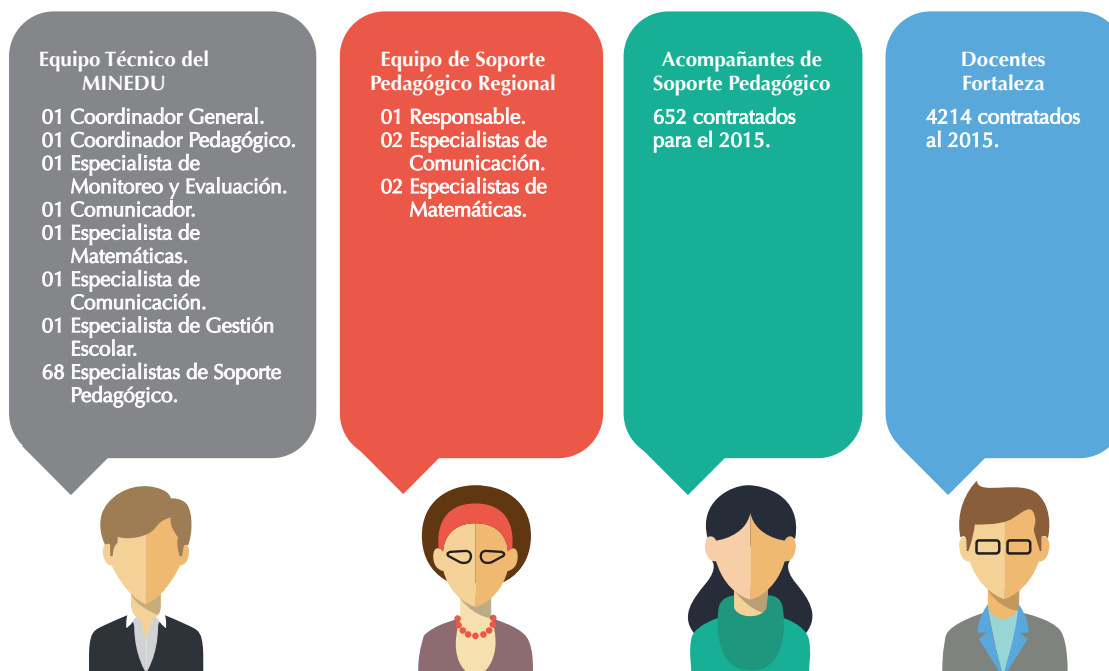 Equipo Técnico del
MINEDU
01 Coordinador General.
01 Coordinador Pedagógico.
01 Especialista de
Monitoreo y Evaluación.
01 Comunicador.
01 Especialista de
Matemáticas.
01 Especialista de
Comunicación.
01 Especialista de Gestión
Escolar.
68 Especialistas de Soporte
Pedagógico.
Equipo de Soporte
Pedagógico Regional
01 Responsable.
02 Especialistas de
Comunicación.
02 Especialistas de
Matemáticas.
Acompañantes de
Soporte Pedagógico
652 contratados
para el 2015.
Docentes
Fortaleza
4214 contratados
al 2015.